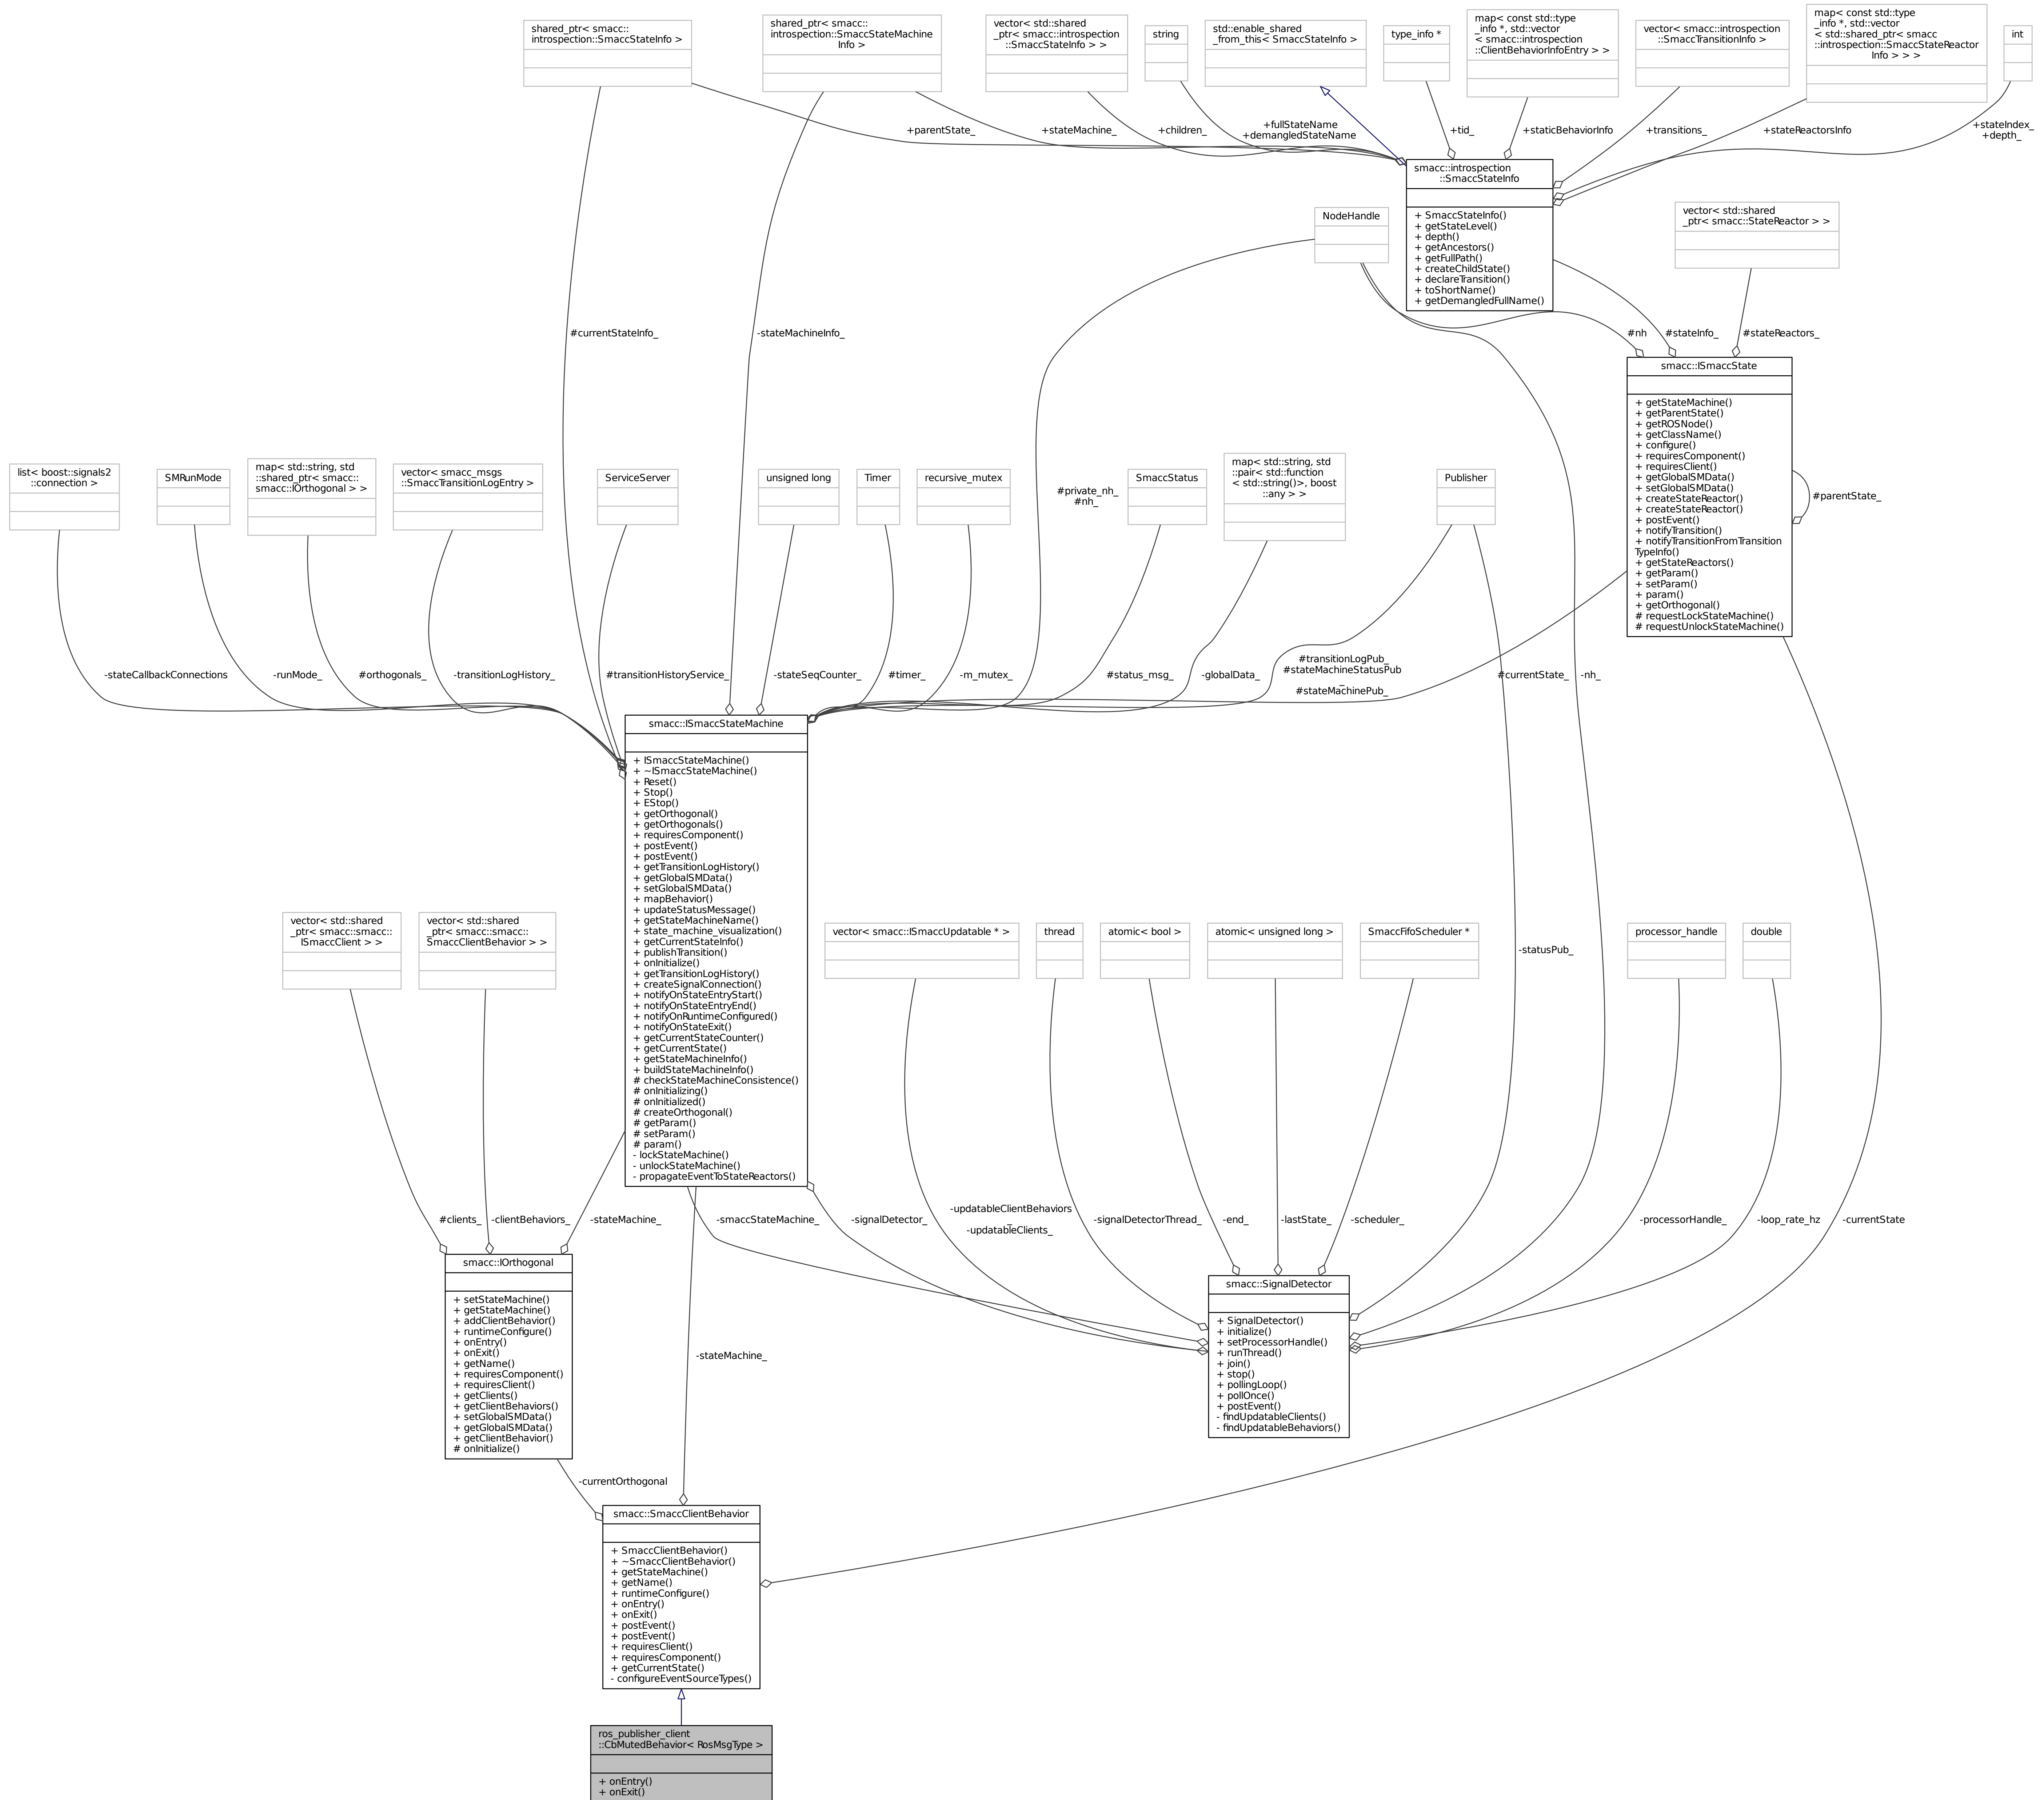 shared_ptr< smacc::
introspection::SmaccStateInfo >
shared_ptr< smacc::
introspection::SmaccStateMachine
Info >
vector< std::shared
_ptr< smacc::introspection
::SmaccStateInfo > >
string
std::enable_shared
_from_this< SmaccStateInfo >
type_info *
map< const std::type
_info *, std::vector
< smacc::introspection
::ClientBehaviorInfoEntry > >
vector< smacc::introspection
::SmaccTransitionInfo >
map< const std::type
_info *, std::vector
< std::shared_ptr< smacc
::introspection::SmaccStateReactor
Info > > >
int
+parentState_
+stateMachine_
+children_
+fullStateName
+demangledStateName
+tid_
+staticBehaviorInfo
+transitions_
+stateReactorsInfo
+stateIndex_
+depth_
smacc::introspection
::SmaccStateInfo
+ SmaccStateInfo()
+ getStateLevel()
+ depth()
+ getAncestors()
+ getFullPath()
+ createChildState()
+ declareTransition()
+ toShortName()
+ getDemangledFullName()
NodeHandle
vector< std::shared
_ptr< smacc::StateReactor > >
#currentStateInfo_
-stateMachineInfo_
#nh
#stateInfo_
#stateReactors_
smacc::ISmaccState
+ getStateMachine()
+ getParentState()
+ getROSNode()
+ getClassName()
+ configure()
+ requiresComponent()
+ requiresClient()
+ getGlobalSMData()
+ setGlobalSMData()
+ createStateReactor()
+ createStateReactor()
+ postEvent()
+ notifyTransition()
+ notifyTransitionFromTransition
TypeInfo()
+ getStateReactors()
+ getParam()
+ setParam()
+ param()
+ getOrthogonal()
# requestLockStateMachine()
# requestUnlockStateMachine()
#parentState_
list< boost::signals2
::connection >
SMRunMode
map< std::string, std
::shared_ptr< smacc::
smacc::IOrthogonal > >
vector< smacc_msgs
::SmaccTransitionLogEntry >
ServiceServer
unsigned long
Timer
recursive_mutex
#private_nh_
#nh_
SmaccStatus
map< std::string, std
::pair< std::function
< std::string()>, boost
::any > >
Publisher
-stateCallbackConnections
-runMode_
#orthogonals_
-transitionLogHistory_
#transitionHistoryService_
-stateSeqCounter_
#timer_
-m_mutex_
#status_msg_
-globalData_
#transitionLogPub_
#stateMachineStatusPub
_
#stateMachinePub_
#currentState_
-nh_
smacc::ISmaccStateMachine
+ ISmaccStateMachine()
+ ~ISmaccStateMachine()
+ Reset()
+ Stop()
+ EStop()
+ getOrthogonal()
+ getOrthogonals()
+ requiresComponent()
+ postEvent()
+ postEvent()
+ getTransitionLogHistory()
+ getGlobalSMData()
+ setGlobalSMData()
+ mapBehavior()
+ updateStatusMessage()
+ getStateMachineName()
+ state_machine_visualization()
+ getCurrentStateInfo()
+ publishTransition()
+ onInitialize()
+ getTransitionLogHistory()
+ createSignalConnection()
+ notifyOnStateEntryStart()
+ notifyOnStateEntryEnd()
+ notifyOnRuntimeConfigured()
+ notifyOnStateExit()
+ getCurrentStateCounter()
+ getCurrentState()
+ getStateMachineInfo()
+ buildStateMachineInfo()
# checkStateMachineConsistence()
# onInitializing()
# onInitialized()
# createOrthogonal()
# getParam()
# setParam()
# param()
- lockStateMachine()
- unlockStateMachine()
- propagateEventToStateReactors()
vector< std::shared
_ptr< smacc::smacc::
ISmaccClient > >
vector< std::shared
_ptr< smacc::smacc::
SmaccClientBehavior > >
vector< smacc::ISmaccUpdatable * >
thread
atomic< bool >
atomic< unsigned long >
SmaccFifoScheduler *
-statusPub_
processor_handle
double
#clients_
-clientBehaviors_
-stateMachine_
-smaccStateMachine_
-signalDetector_
-updatableClientBehaviors
_
-updatableClients_
-signalDetectorThread_
-end_
-lastState_
-scheduler_
-processorHandle_
-loop_rate_hz
-currentState
smacc::IOrthogonal
+ setStateMachine()
+ getStateMachine()
+ addClientBehavior()
+ runtimeConfigure()
+ onEntry()
+ onExit()
+ getName()
+ requiresComponent()
+ requiresClient()
+ getClients()
+ getClientBehaviors()
+ setGlobalSMData()
+ getGlobalSMData()
+ getClientBehavior()
# onInitialize()
-stateMachine_
smacc::SignalDetector
+ SignalDetector()
+ initialize()
+ setProcessorHandle()
+ runThread()
+ join()
+ stop()
+ pollingLoop()
+ pollOnce()
+ postEvent()
- findUpdatableClients()
- findUpdatableBehaviors()
-currentOrthogonal
smacc::SmaccClientBehavior
+ SmaccClientBehavior()
+ ~SmaccClientBehavior()
+ getStateMachine()
+ getName()
+ runtimeConfigure()
+ onEntry()
+ onExit()
+ postEvent()
+ postEvent()
+ requiresClient()
+ requiresComponent()
+ getCurrentState()
- configureEventSourceTypes()
ros_publisher_client
::CbMutedBehavior< RosMsgType >
+ onEntry()
+ onExit()